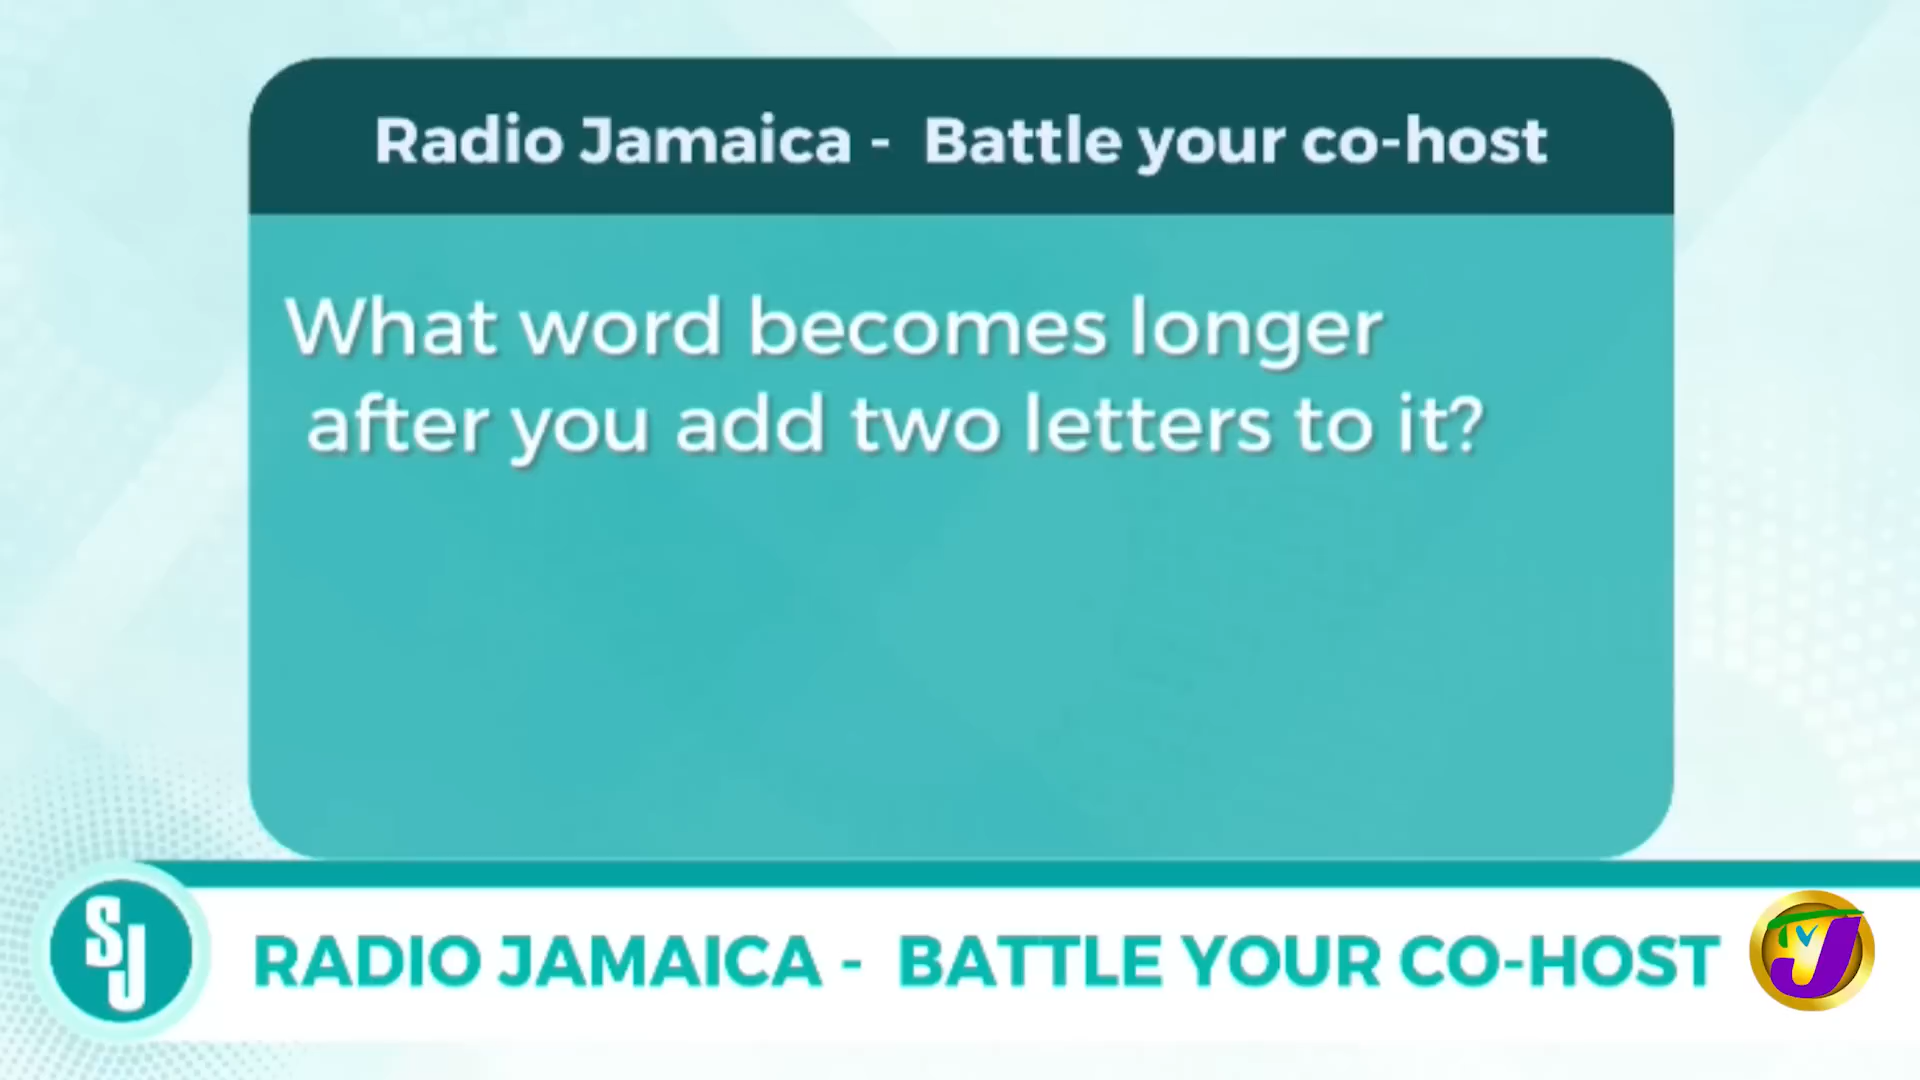 Radio Jamaica - Battle your co-host
What word becomes longer
after you add two letters to it?
SJ
RADIO JAMAICA - BATTLE YOUR CO-HOST
TVJ